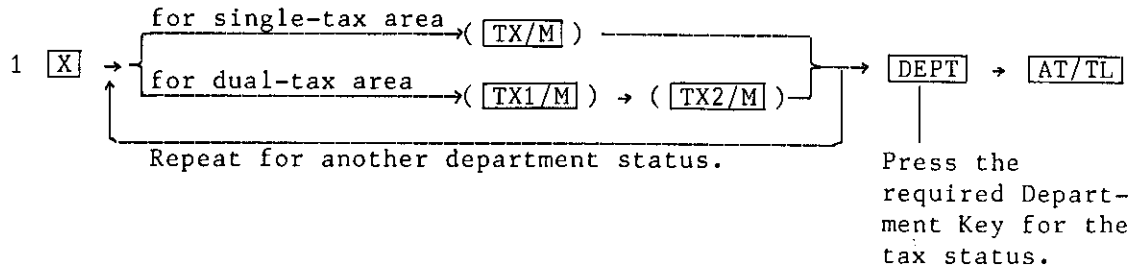 for single-tax area
( TX/M )
1 X
DEPT
AT/TL
for dual-tax area
( TX1/M ) ( TX2/M )
Repeat for another department status.
Press the
required Depart-
ment Key for the
tax status.